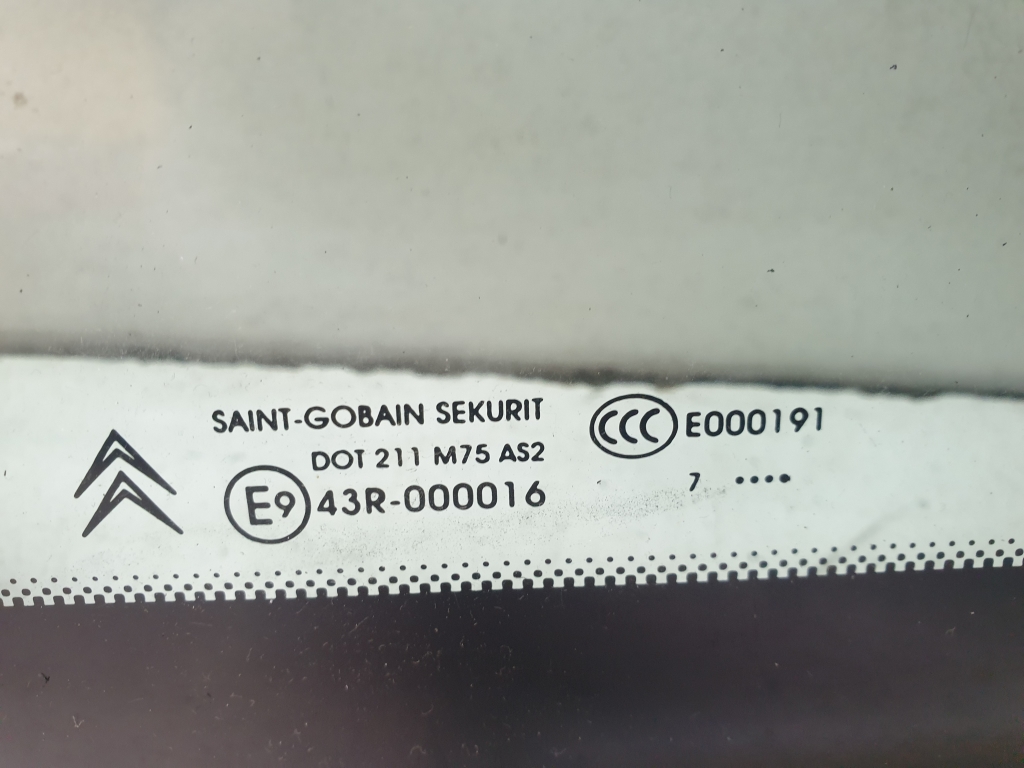 SAINT-GOBAIN SEKURIT
DOT 211 M75 AS2
E9 43R-000016
CCC E000191
7 ....